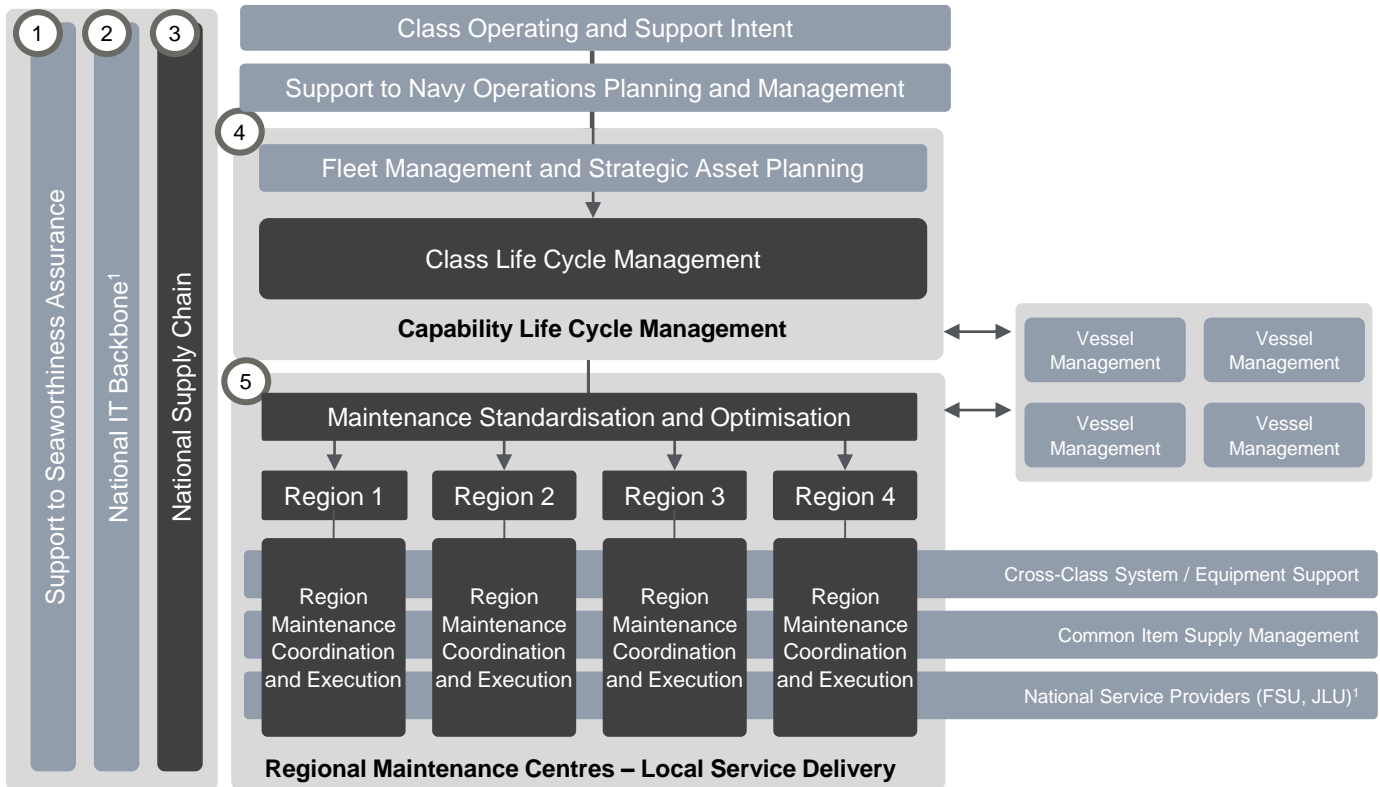 1
2
3
Support to Seaworthiness Assurance
National IT Backbone1
National Supply Chain
Class Operating and Support Intent
Support to Navy Operations Planning and Management
4
Fleet Management and Strategic Asset Planning
Class Life Cycle Management
Capability Life Cycle Management
Vessel
Management
Vessel
Management
Vessel
Management
Vessel
Management
5
Maintenance Standardisation and Optimisation
Region 1
Region 2
Region 3
Region 4
Region
Maintenance
Coordination
and Execution
Region
Maintenance
Coordination
and Execution
Region
Maintenance
Coordination
and Execution
Region
Maintenance
Coordination
and Execution
Cross-Class System / Equipment Support
Common Item Supply Management
National Service Providers (FSU, JLU)1
Regional Maintenance Centres – Local Service Delivery